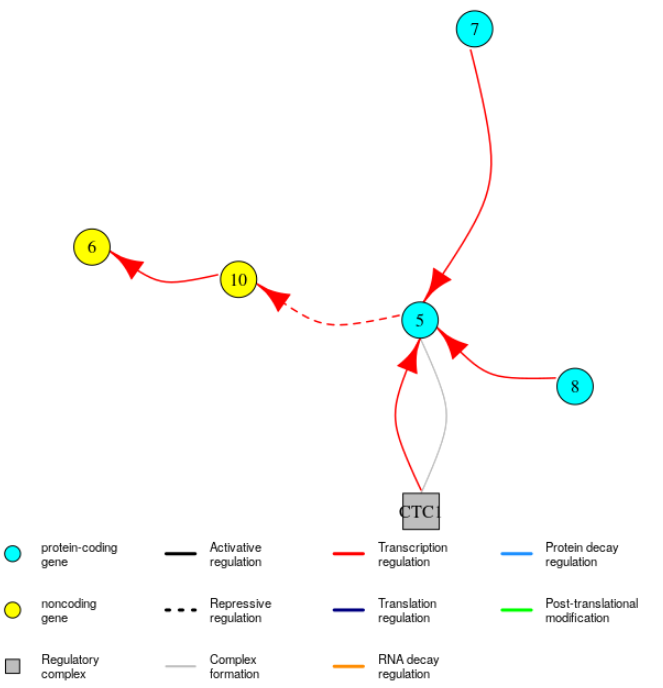 7
6
10
5
8
CTC1
protein-coding
gene
Activative
regulation
Transcription
regulation
Protein decay
regulation
noncoding
gene
Repressive
regulation
Translation
regulation
Post-translational
modification
Regulatory
complex
Complex
formation
RNA decay
regulation